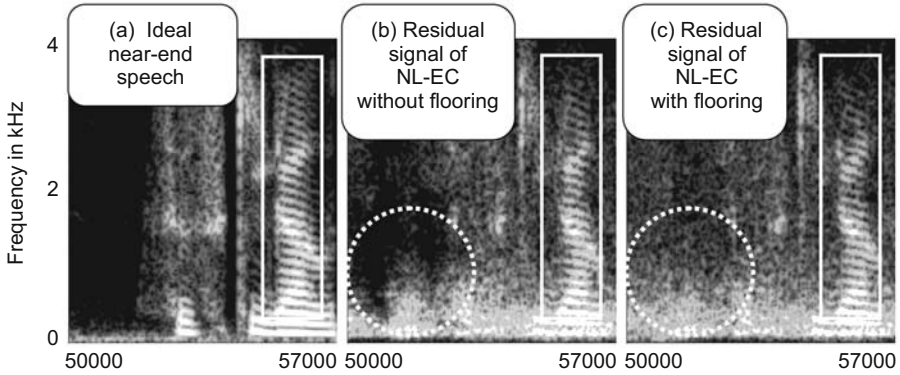 (a) Ideal
near-end
speech
(b) Residual
signal of
NL-EC
without flooring
(c) Residual
signal of
NL-EC
with flooring
Frequency in kHz
4
2
0
50000 57000 50000 57000 50000 57000